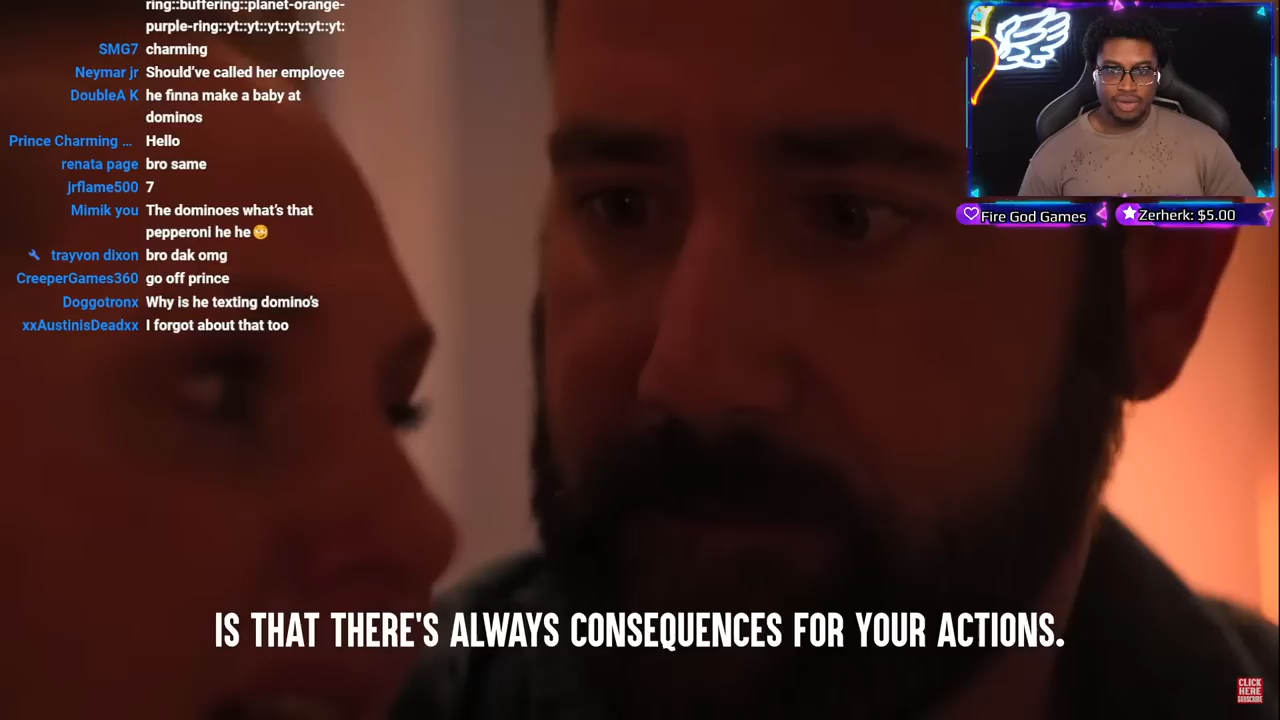 ring::buffering::planet-orange-
purple-ring::yt::yt::yt::yt::yt::yt:
SMG7 charming
Neymar jr Should’ve called her employee
DoubleA K he finna make a baby at
dominos
Prince Charming ... Hello
renata page bro same
jrflame500 7
Mimik you The dominoes what’s that
pepperoni he he😳
trayvon dixon bro dak omg
CreeperGames360 go off prince
Doggotronx Why is he texting domino’s
xxAustinisDeadxx I forgot about that too
Fire God Games
Zerherk: $5.00
IS THAT THERE'S ALWAYS CONSEQUENCES FOR YOUR ACTIONS.
CLICK
HERE
SUBSCRIBE